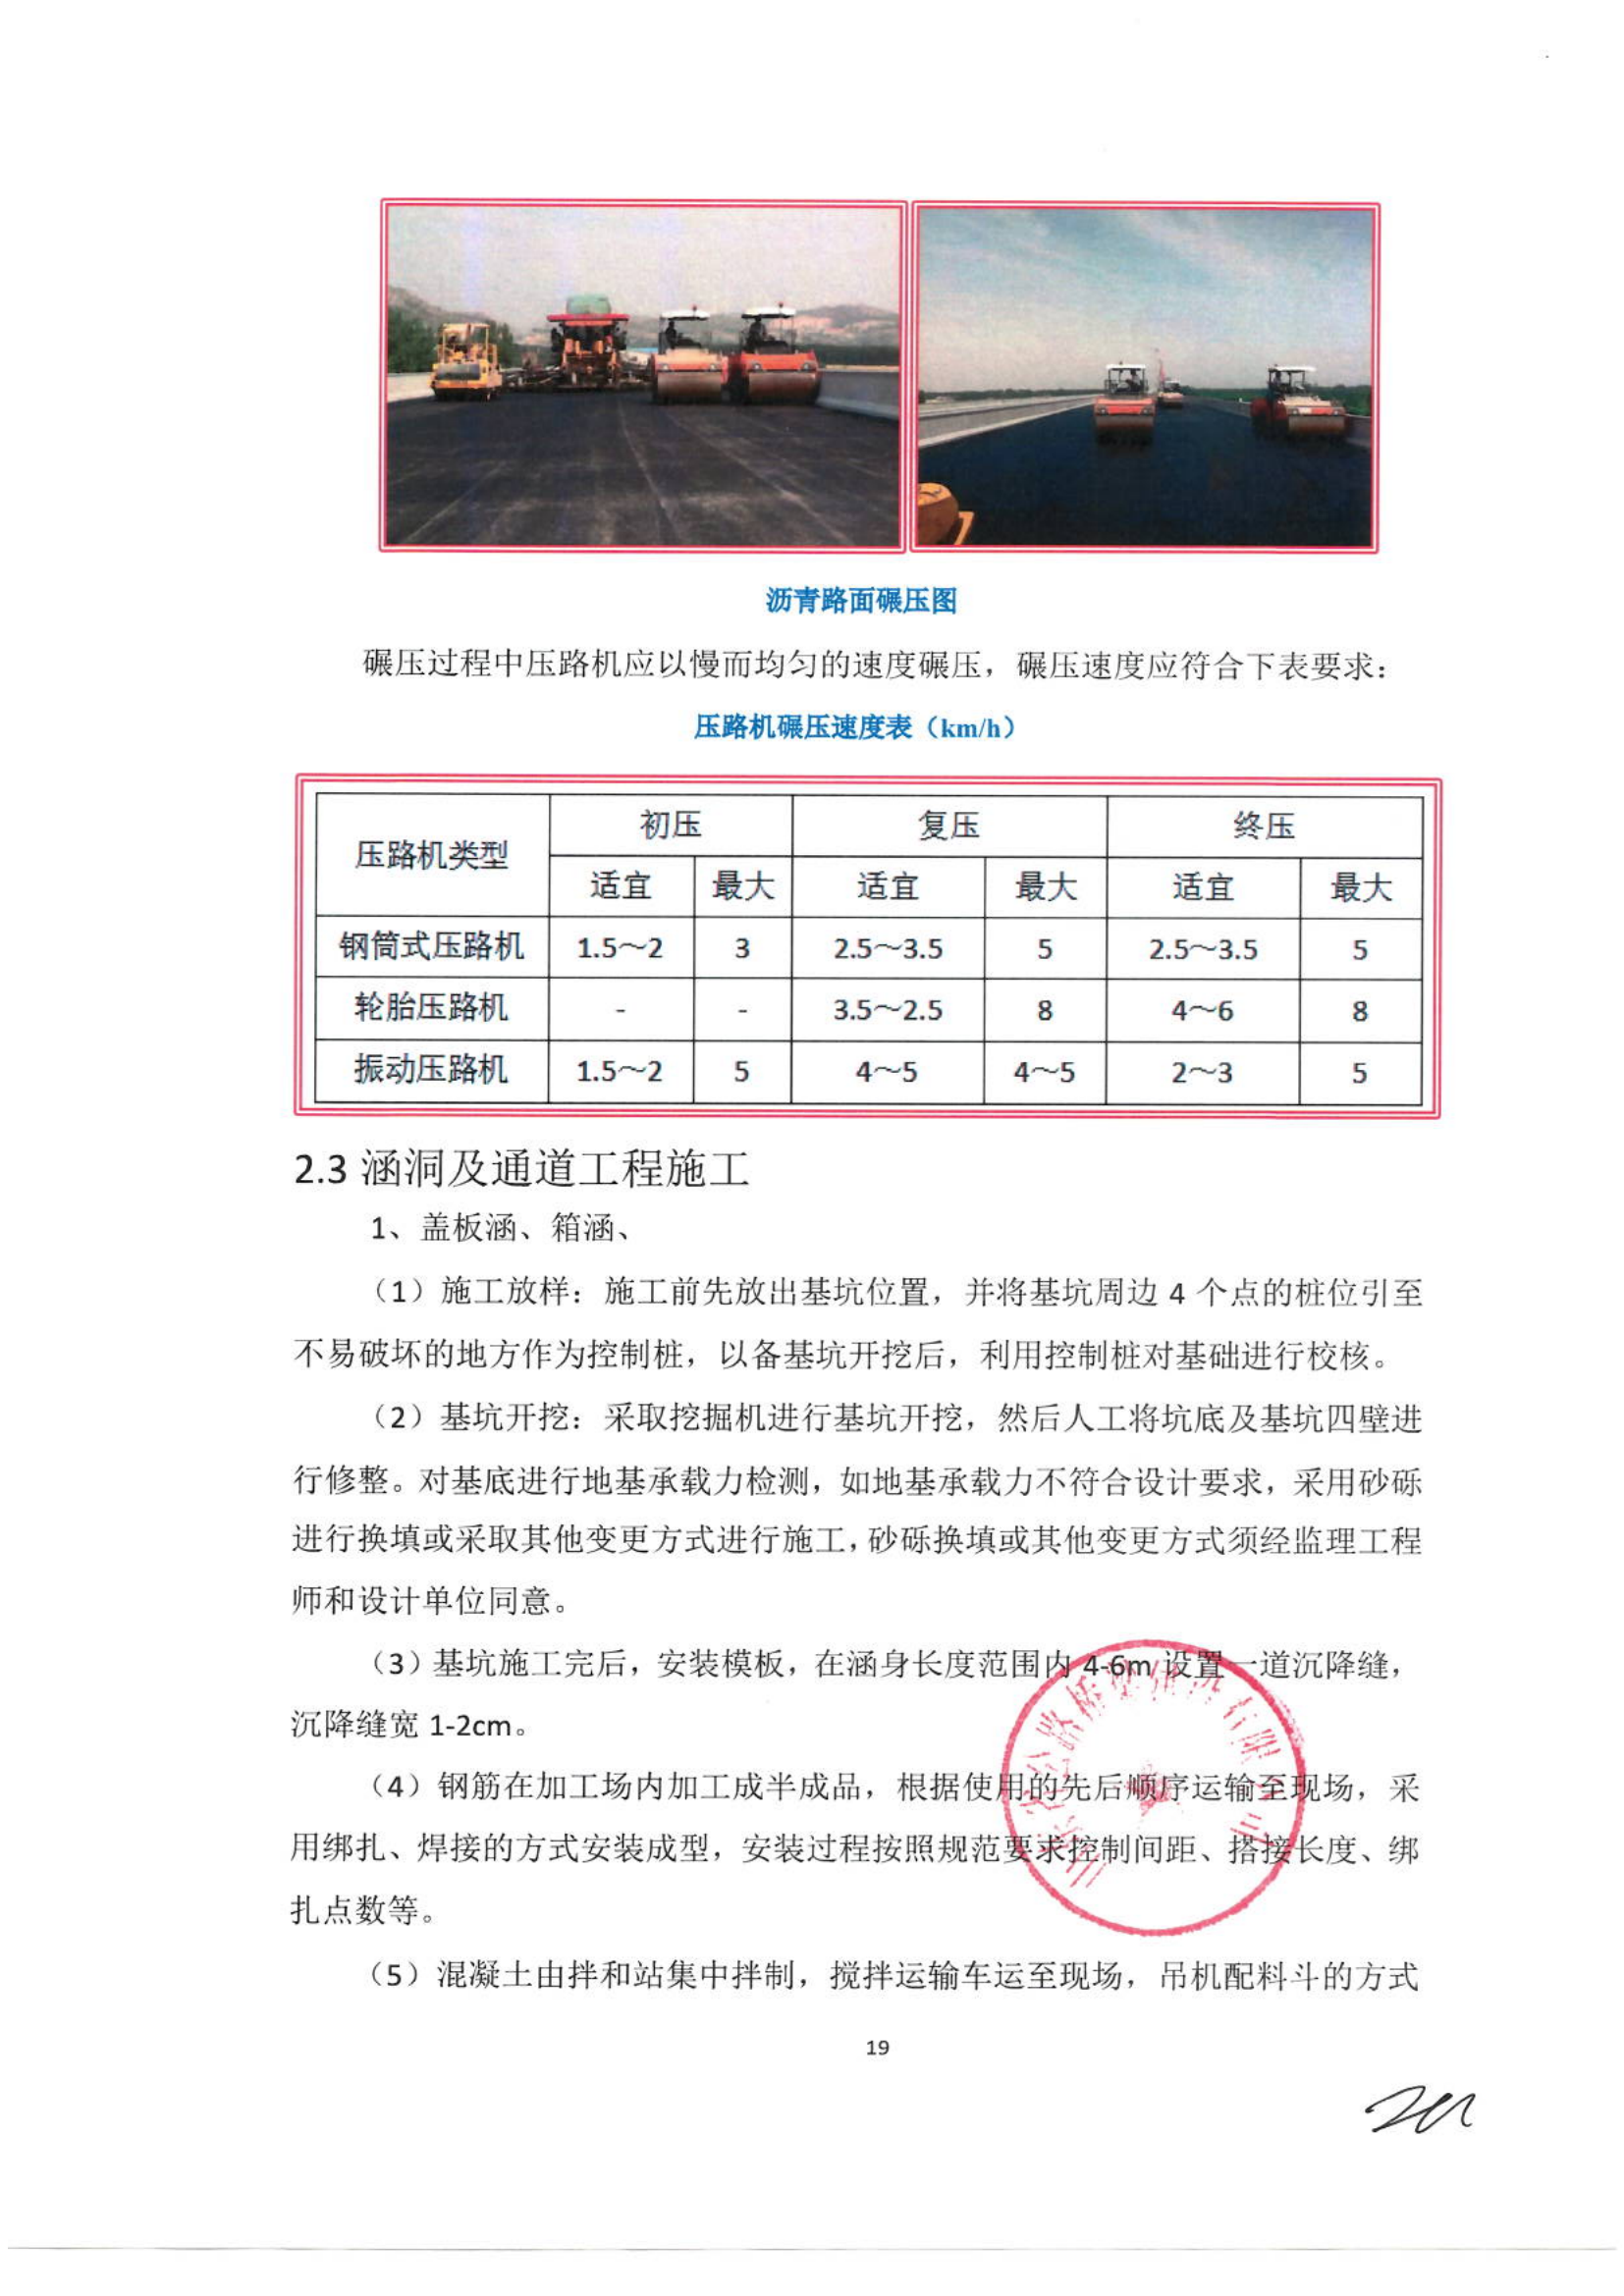 沥青路面碾压图
碾压过程中压路机应以慢而均匀的速度碾压，碾压速度应符合下表要求：
压路机碾压速度表（km/h）
压路机类型 初压 复压 终压
适宜 最大 适宜 最大 适宜 最大
钢筒式压路机 1.5～2 3 2.5～3.5 5 2.5～3.5 5
轮胎压路机 - - 3.5～2.5 8 4～6 8
振动压路机 1.5～2 5 4～5 4～5 2～3 5
2.3 涵洞及通道工程施工
1、盖板涵、箱涵、
（1）施工放样：施工前先放出基坑位置，并将基坑周边 4 个点的桩位引至
不易破坏的地方作为控制桩，以备基坑开挖后，利用控制桩对基础进行校核。
（2）基坑开挖：采取挖掘机进行基坑开挖，然后人工将坑底及基坑四壁进
行修整。对基底进行地基承载力检测，如地基承载力不符合设计要求，采用砂砾
进行换填或采取其他变更方式进行施工，砂砾换填或其他变更方式须经监理工程
师和设计单位同意。
（3）基坑施工完后，安装模板，在涵身长度范围内 4-6m 设置一道沉降缝，
沉降缝宽 1-2cm。
（4）钢筋在加工场内加工成半成品，根据使用的先后顺序运输至现场，采
用绑扎、焊接的方式安装成型，安装过程按照规范要求控制间距、搭接长度、绑
扎点数等。
（5）混凝土由拌和站集中拌制，搅拌运输车运至现场，吊机配料斗的方式
19